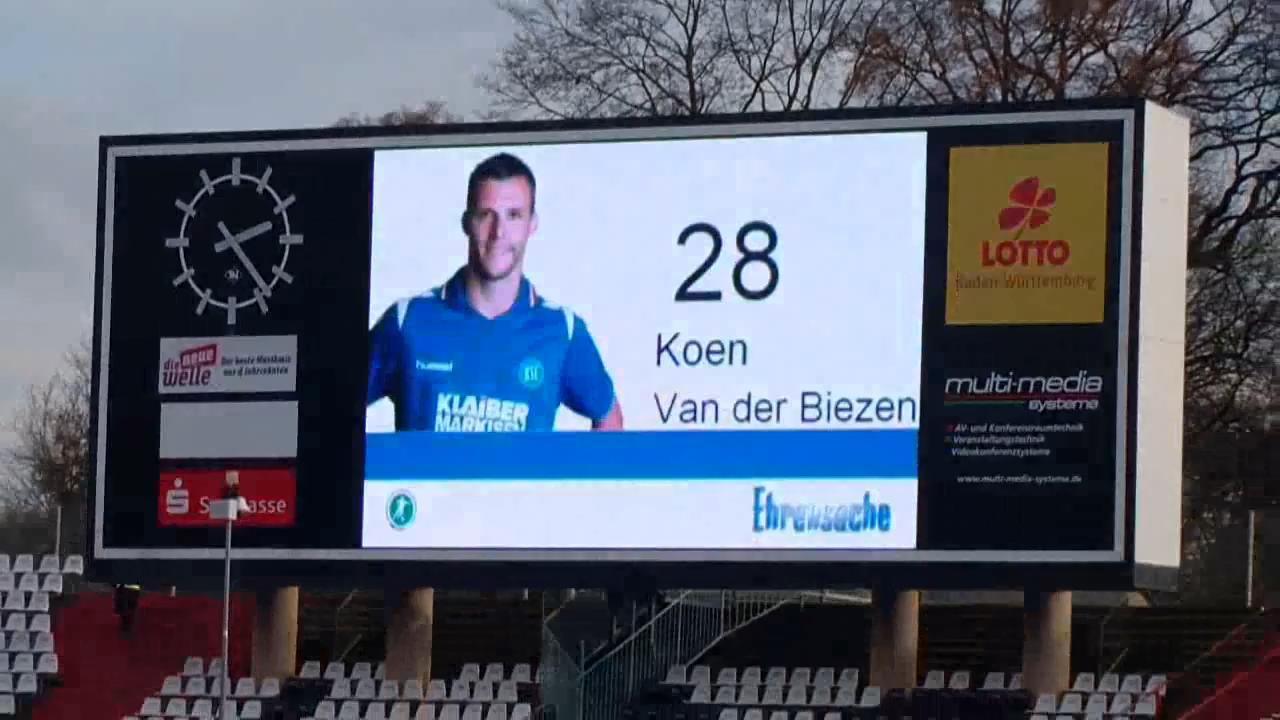 die neue
welle
28
Koen
Van der Biezen
hummel
KSC
KLAIBER
MARKISEN
Ehrensache
LOTTO
Baden-Württemberg
multi-media
systeme
AV- und Konferenzraumtechnik
Veranstaltungstechnik
Videokonferenzsysteme
www.multi-media-systeme.de